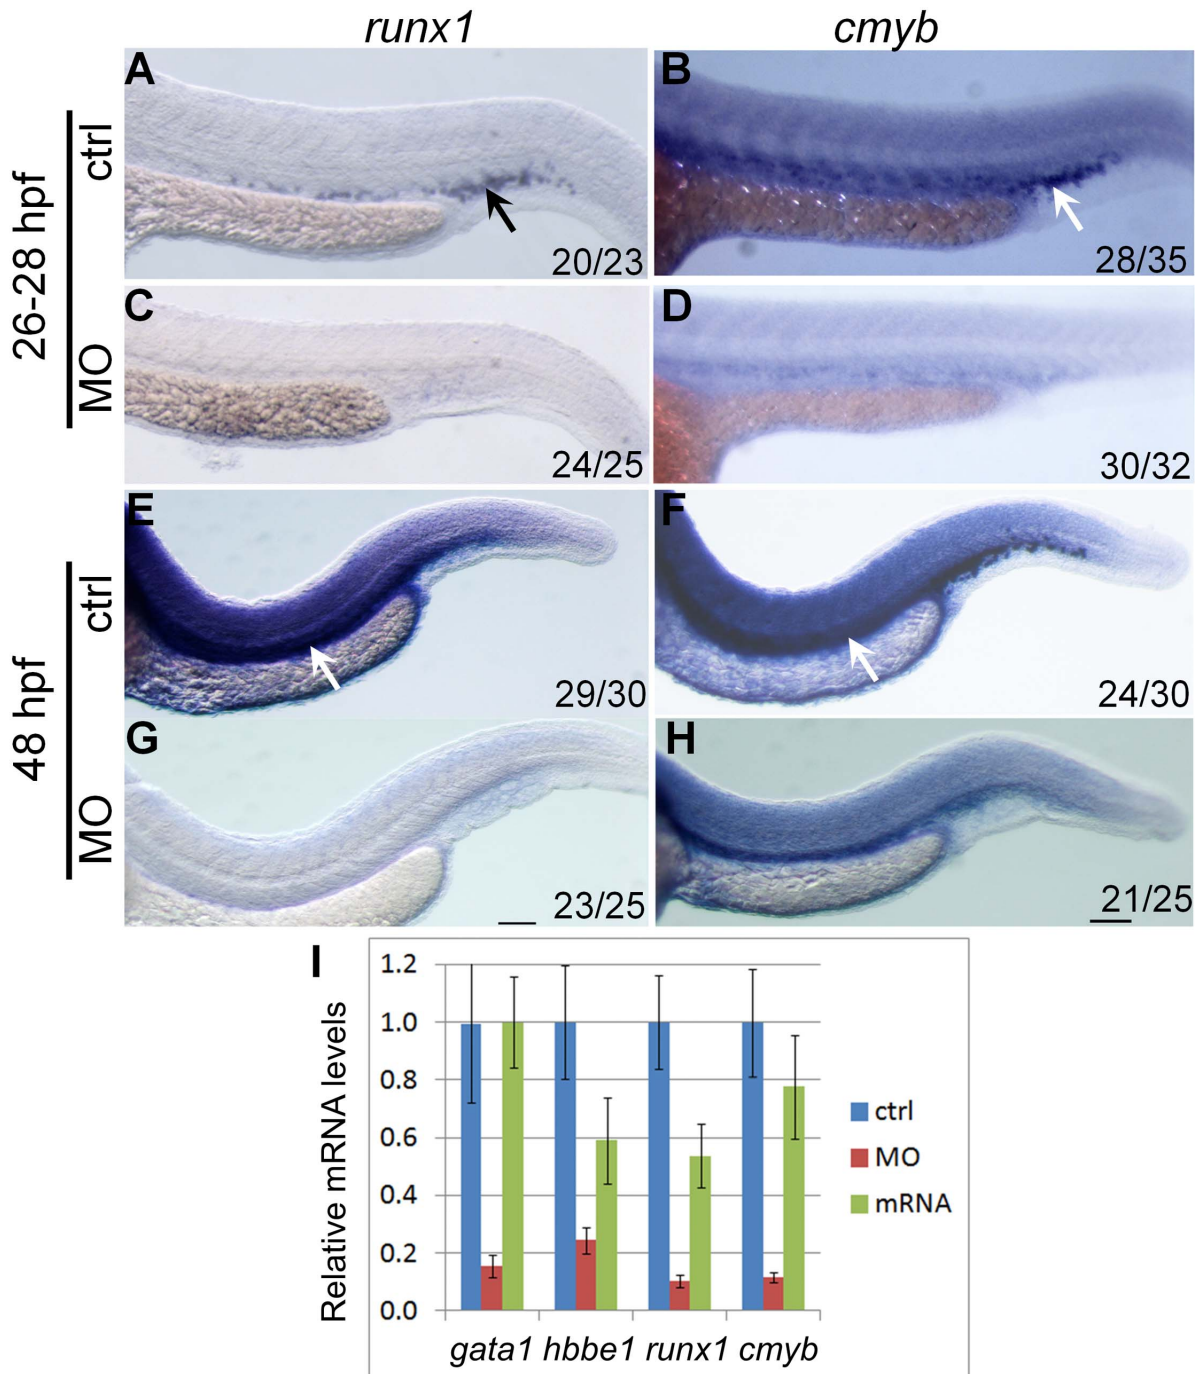 runx1 cmyb
A B
26-28 hpf
ctrl
20/23 28/35
C D
MO
24/25 30/32
E F
48 hpf
ctrl
29/30 24/30
G H
MO
23/25 21/25
I
Relative mRNA levels
1.2
1.0
0.8
0.6
0.4
0.2
0.0
ctrl
MO
mRNA
gata1 hbbe1 runx1 cmyb